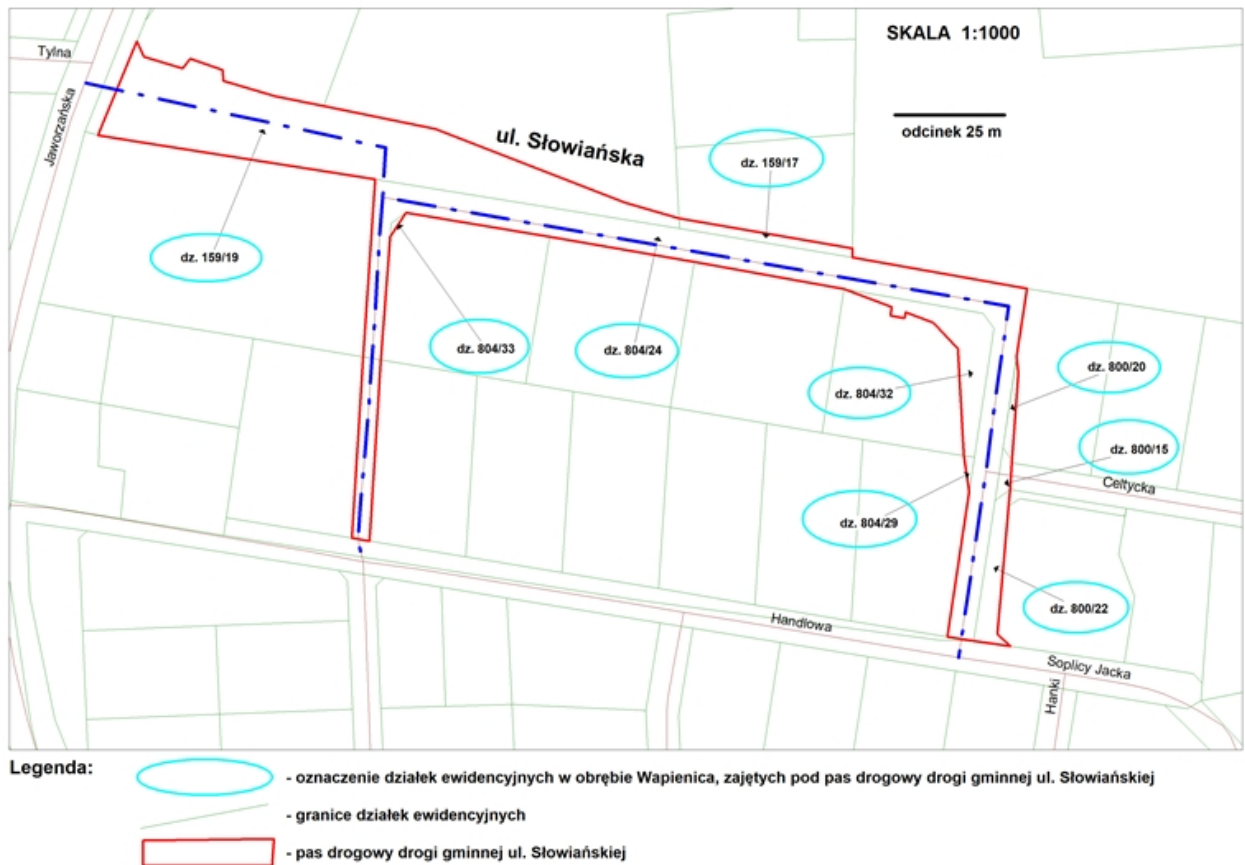 SKALA 1:1000
Tylna
Jaworzańska
odcinek 25 m
ul. Słowiańska
dz. 159/17
dz. 159/19
dz. 804/33
dz. 804/24
dz. 800/20
dz. 804/32
dz. 800/15
Celtycka
dz. 804/29
dz. 800/22
Handlowa
Soplicy Jacka
Hanki
Legenda:
- oznaczenie działek ewidencyjnych w obrębie Wapienica, zajętych pod pas drogowy drogi gminnej ul. Słowiańskiej
- granice działek ewidencyjnych
- pas drogowy drogi gminnej ul. Słowiańskiej